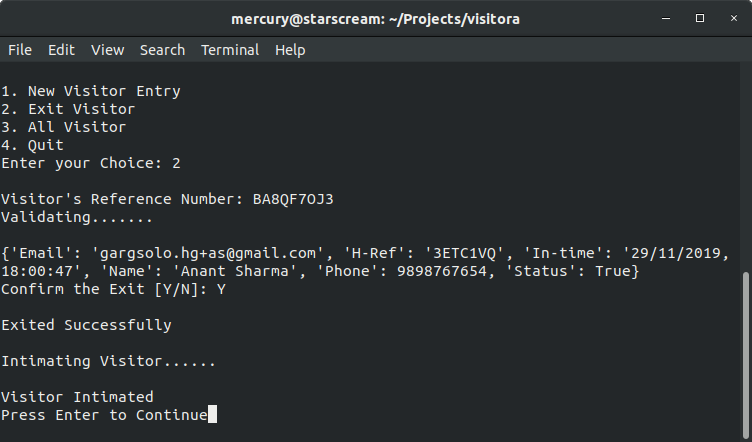 mercury@starscream: ~/Projects/visitora
File Edit View Search Terminal Help
1. New Visitor Entry
2. Exit Visitor
3. All Visitor
4. Quit
Enter your Choice: 2
Visitor's Reference Number: BA8QF7OJ3
Validating.......
{'Email': 'gargsolo.hg+as@gmail.com', 'H-Ref': '3ETC1VQ', 'In-time': '29/11/2019,
18:00:47', 'Name': 'Anant Sharma', 'Phone': 9898767654, 'Status': True}
Confirm the Exit [Y/N]: Y
Exited Successfully
Intimating Visitor......
Visitor Intimated
Press Enter to Continue